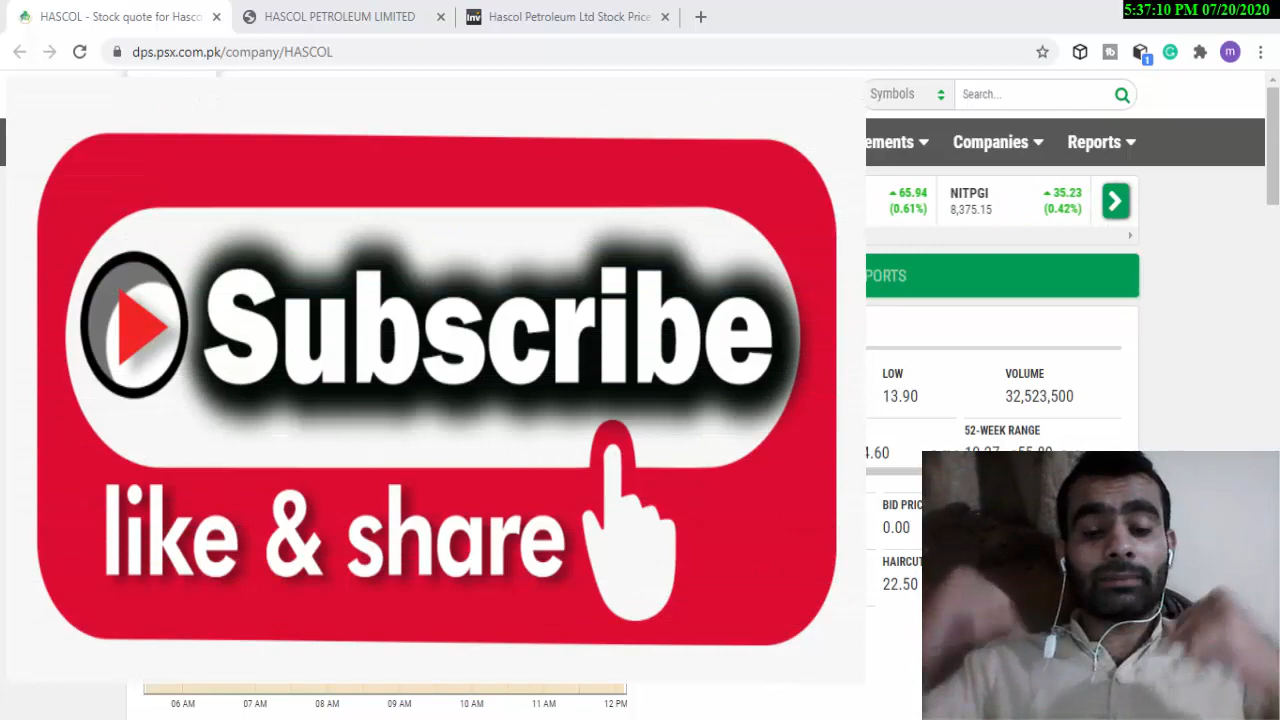 5:37:10 PM 07/20/2020
HASCOL - Stock quote for Hasco
HASCOL PETROLEUM LIMITED
Inv
Hascol Petroleum Ltd Stock Price
dps.psx.com.pk/company/HASCOL
tb
1
m
Symbols
Search...
ements
Companies
Reports
65.94
(0.61%)
NITPGI
8,375.15
35.23
(0.42%)
PORTS
LOW
13.90
VOLUME
32,523,500
4.60
52-WEEK RANGE
BID PRIC
0.00
HAIRCUT
22.50
Subscribe
like & share
06 AM
07 AM
08 AM
09 AM
10 AM
11 AM
12 PM